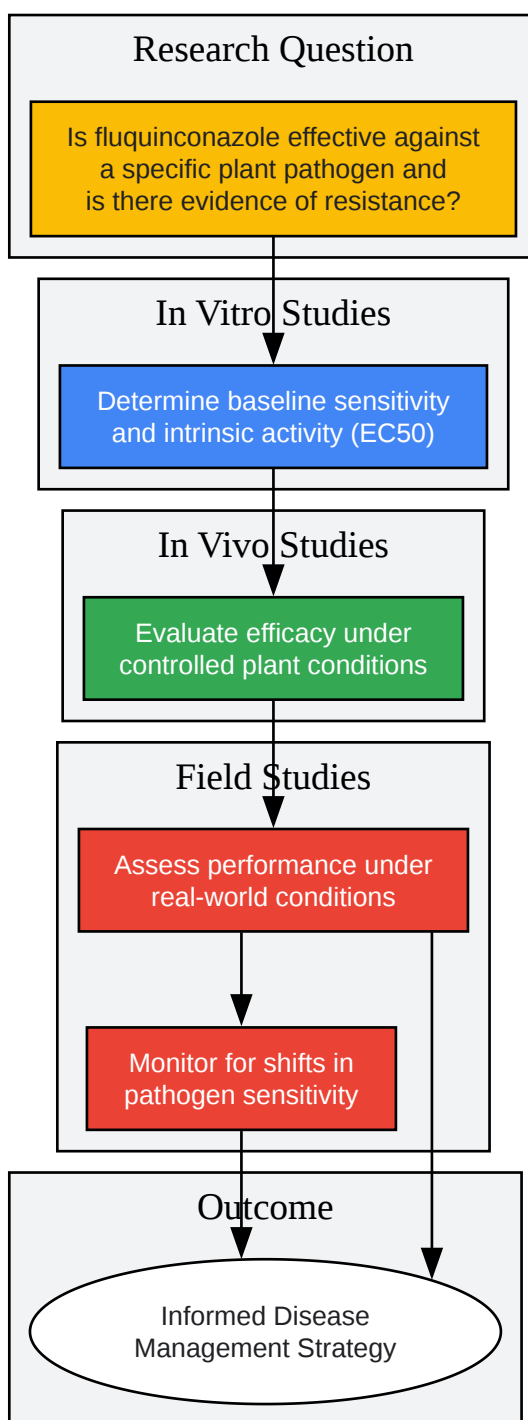 Research Question
Is fluquinconazole effective against
a specific plant pathogen and
is there evidence of resistance?
In Vitro Studies
Determine baseline sensitivity
and intrinsic activity (EC50)
In Vivo Studies
Evaluate efficacy under
controlled plant conditions
Field Studies
Assess performance under
real-world conditions
Monitor for shifts in
pathogen sensitivity
Outcome
Informed Disease
Management Strategy